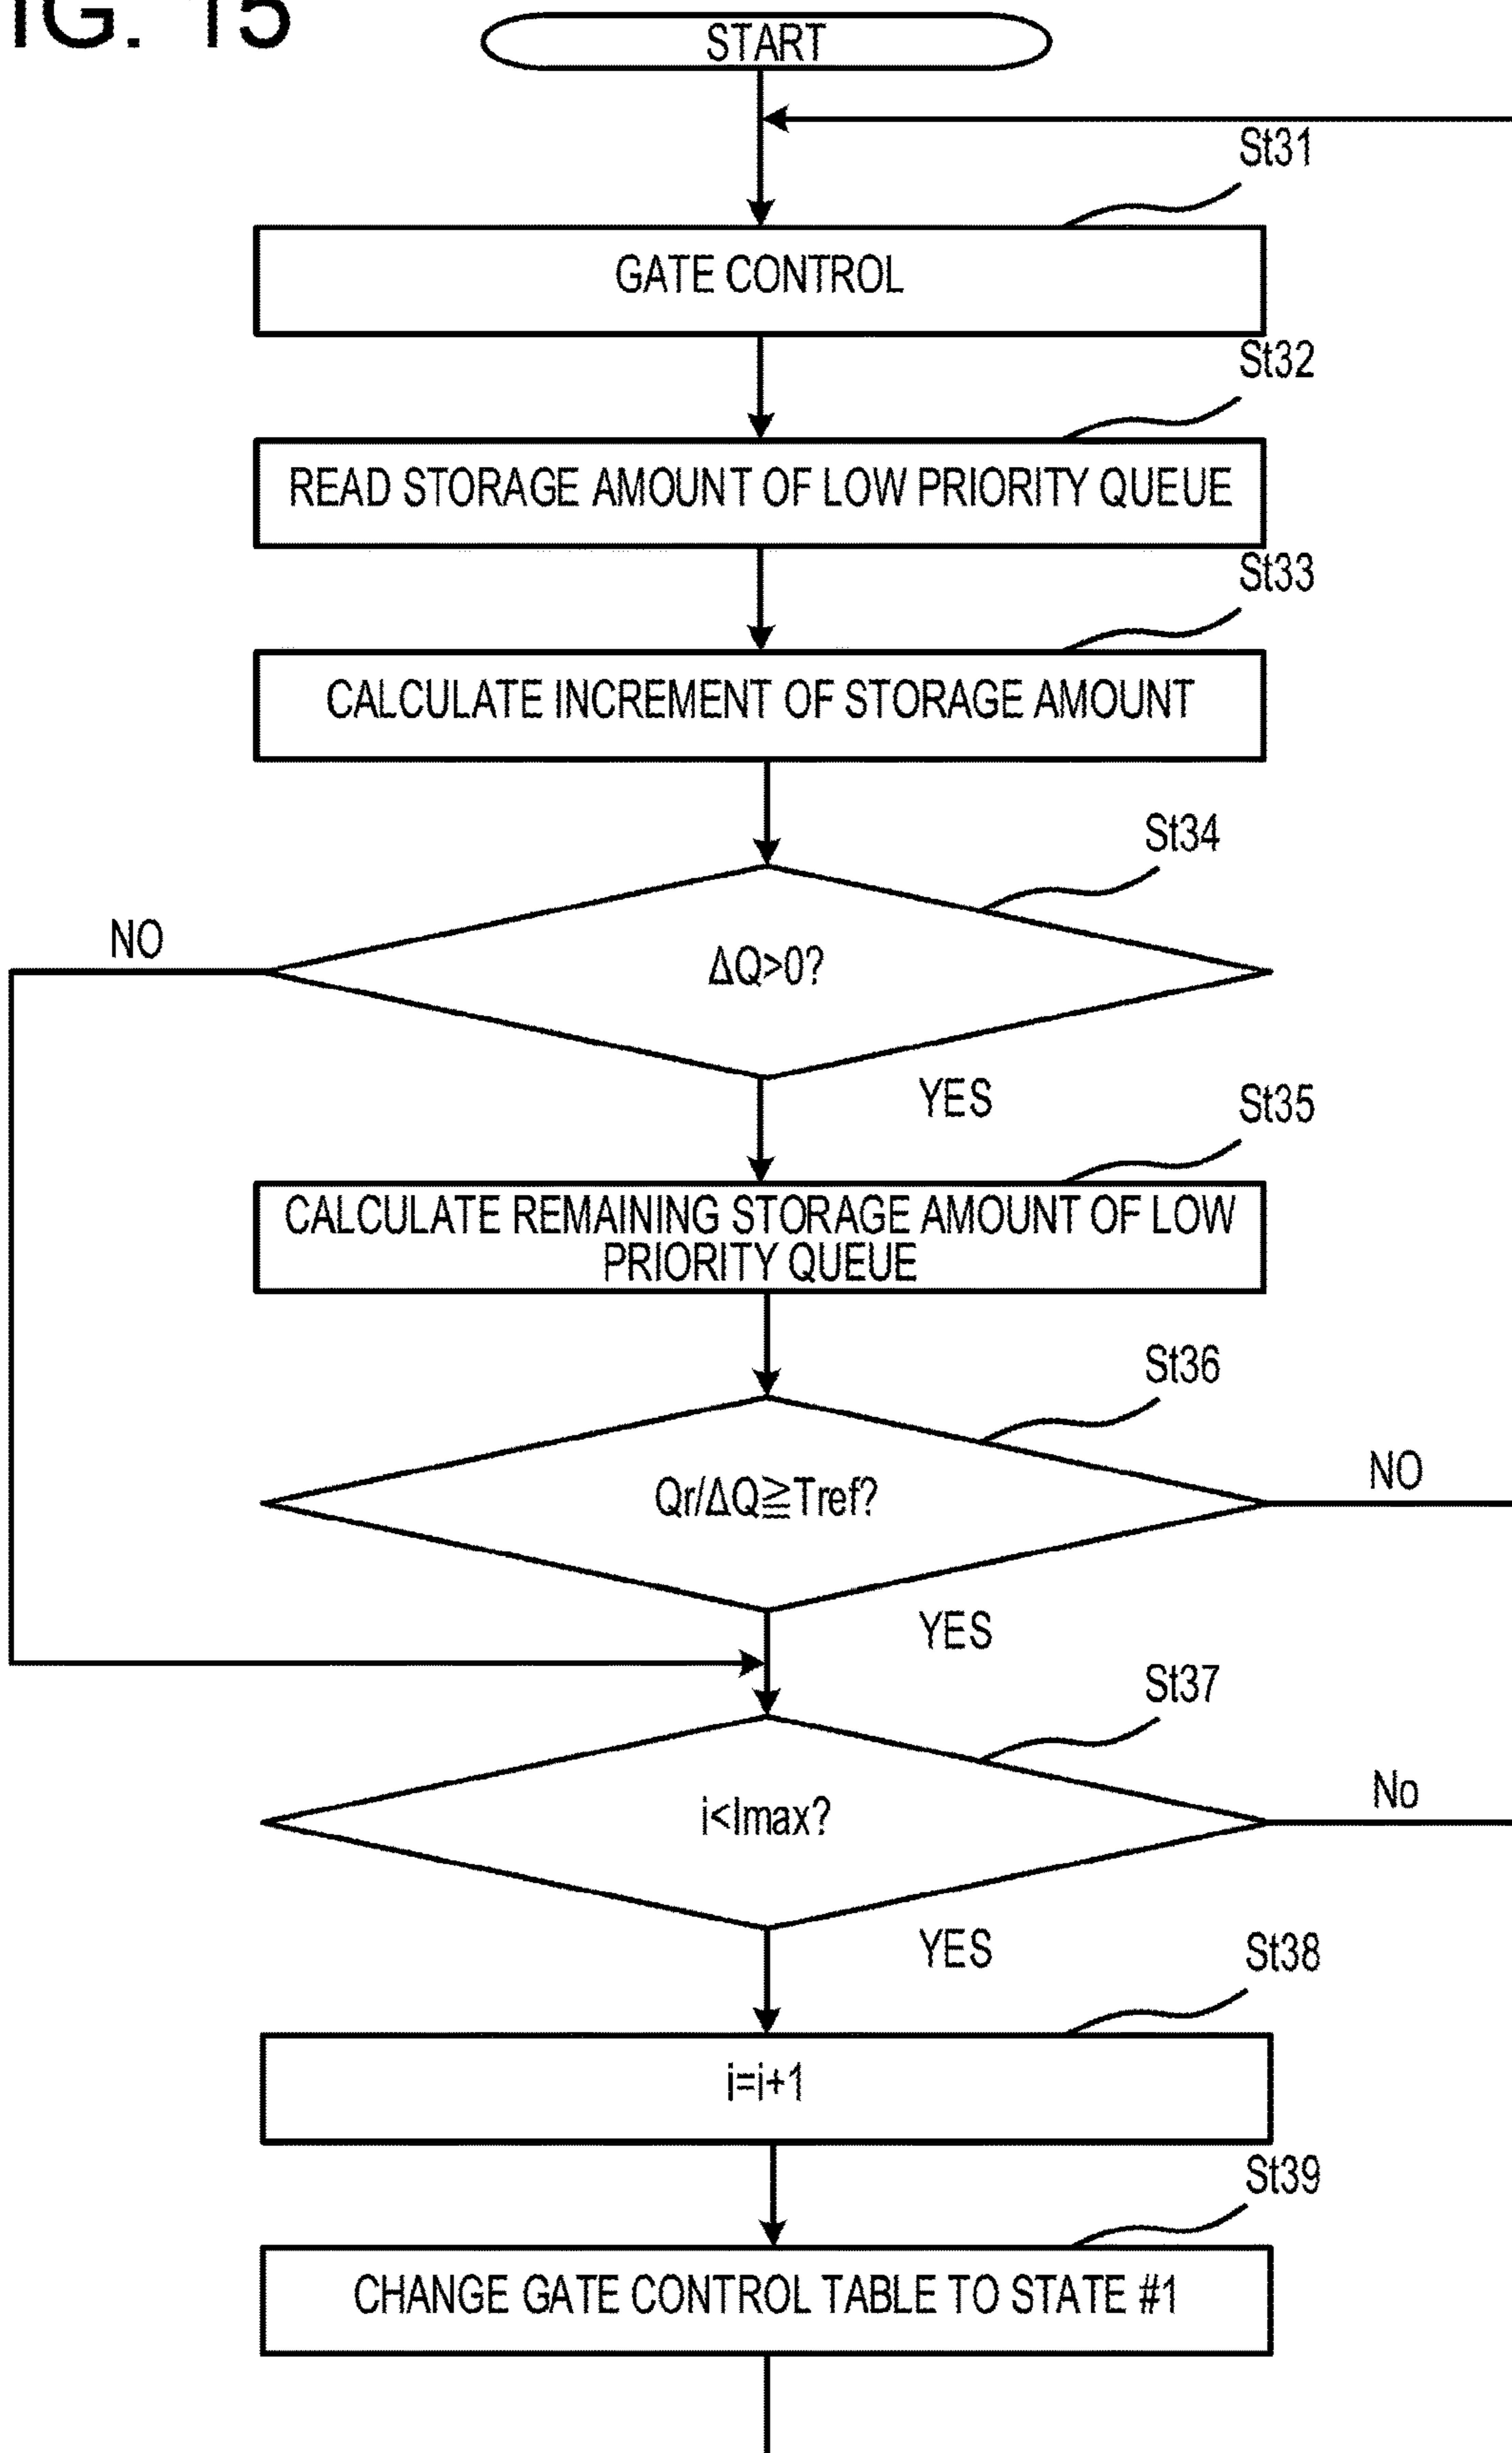 IG. 15
START
St31
GATE CONTROL
St32
READ STORAGE AMOUNT OF LOW PRIORITY QUEUE
St33
CALCULATE INCREMENT OF STORAGE AMOUNT
St34
NO
ΔQ>0?
YES
St35
CALCULATE REMAINING STORAGE AMOUNT OF LOW
PRIORITY QUEUE
St36
NO
Qr/ΔQ≧Tref?
YES
St37
No
i<Imax?
YES
St38
i=i+1
St39
CHANGE GATE CONTROL TABLE TO STATE #1